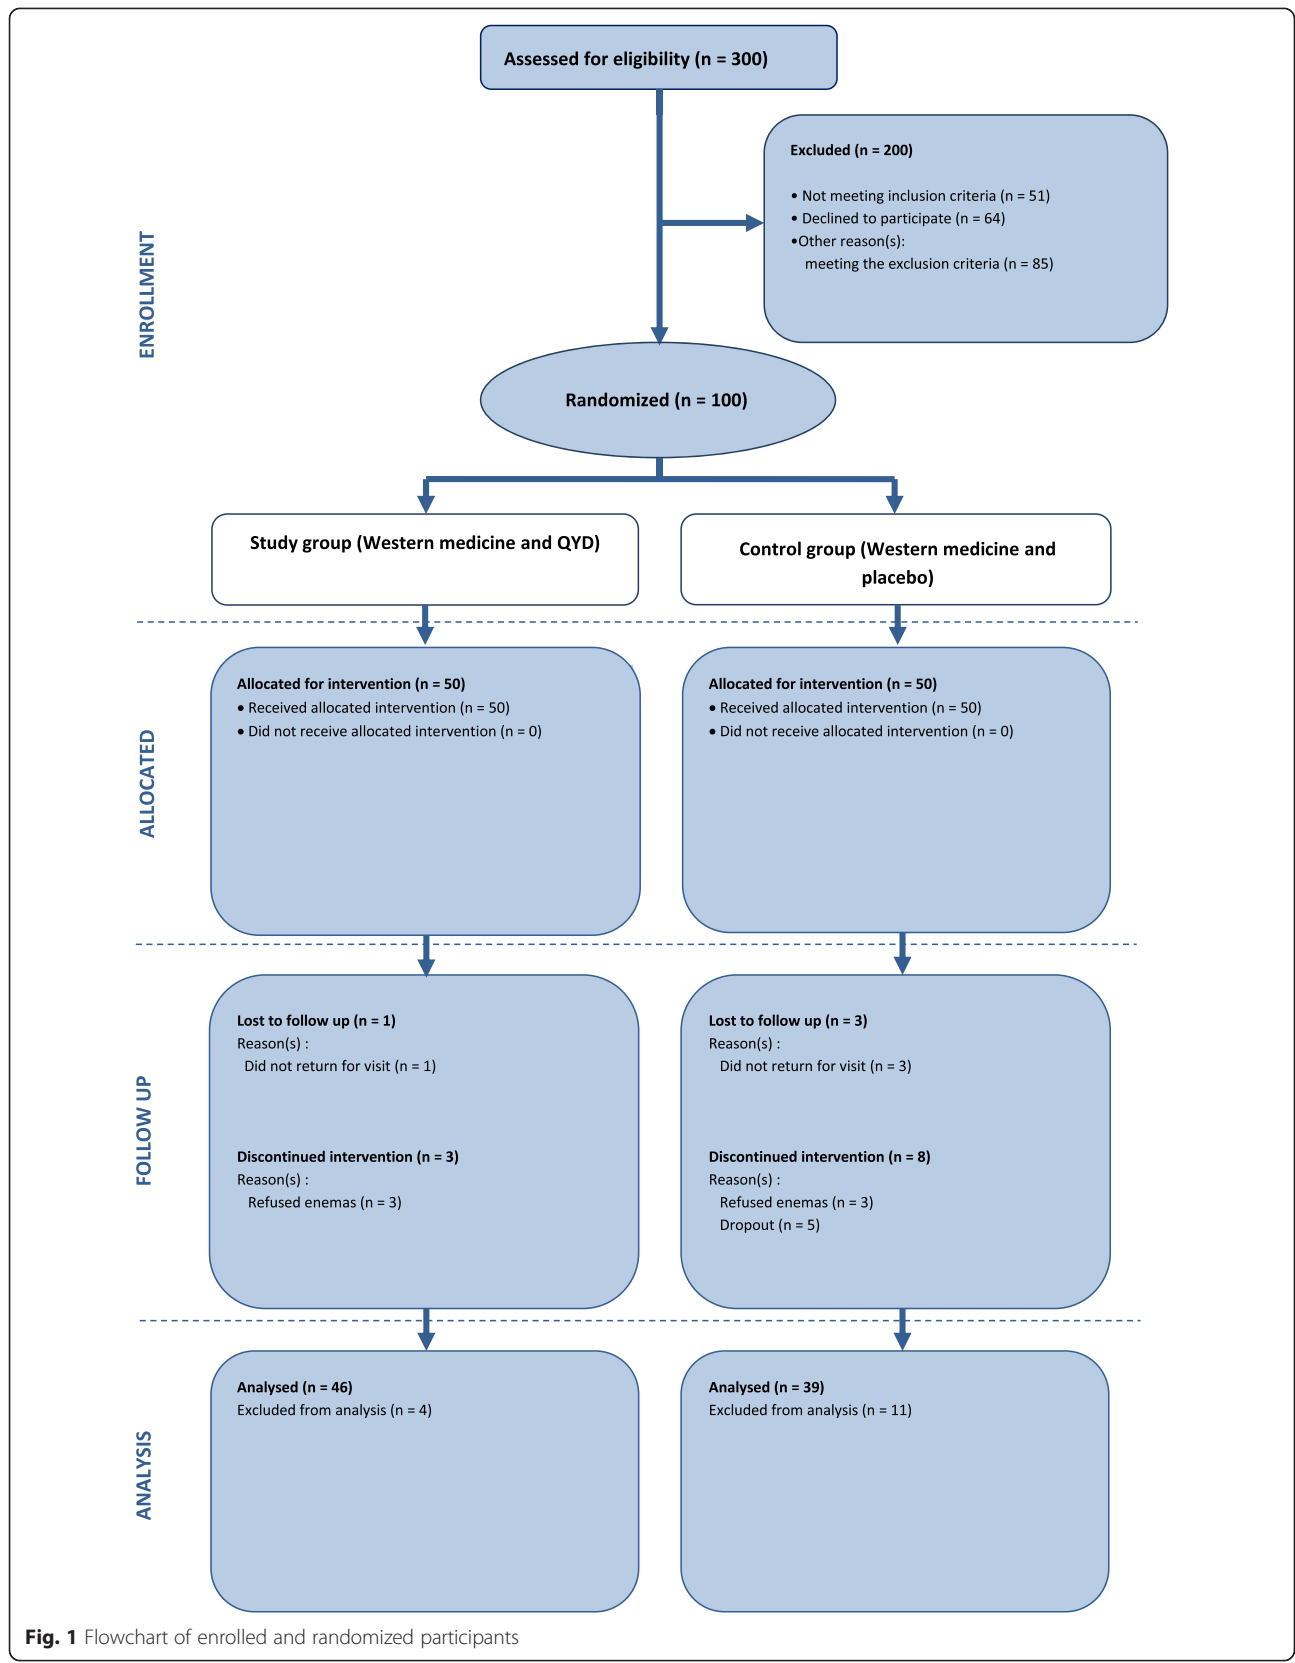 Assessed for eligibility (n = 300)
Excluded (n = 200)
• Not meeting inclusion criteria (n = 51)
• Declined to participate (n = 64)
•Other reason(s):
meeting the exclusion criteria (n = 85)
ENROLLMENT
Randomized (n = 100)
Study group (Western medicine and QYD)
Control group (Western medicine and
placebo)
ALLOCATED
Allocated for intervention (n = 50)
• Received allocated intervention (n = 50)
• Did not receive allocated intervention (n = 0)
Allocated for intervention (n = 50)
• Received allocated intervention (n = 50)
• Did not receive allocated intervention (n = 0)
FOLLOW UP
Lost to follow up (n = 1)
Reason(s) :
Did not return for visit (n = 1)
Discontinued intervention (n = 3)
Reason(s) :
Refused enemas (n = 3)
Lost to follow up (n = 3)
Reason(s) :
Did not return for visit (n = 3)
Discontinued intervention (n = 8)
Reason(s) :
Refused enemas (n = 3)
Dropout (n = 5)
ANALYSIS
Analysed (n = 46)
Excluded from analysis (n = 4)
Analysed (n = 39)
Excluded from analysis (n = 11)
Fig. 1 Flowchart of enrolled and randomized participants